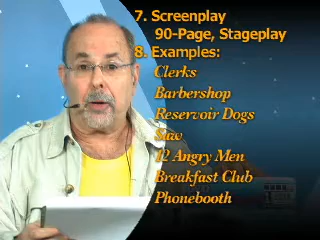 7. Screenplay
90-Page, Stageplay
8. Examples:
Clerks
Barbershop
Reservoir Dogs
Saw
12 Angry Men
Breakfast Club
Phonebooth